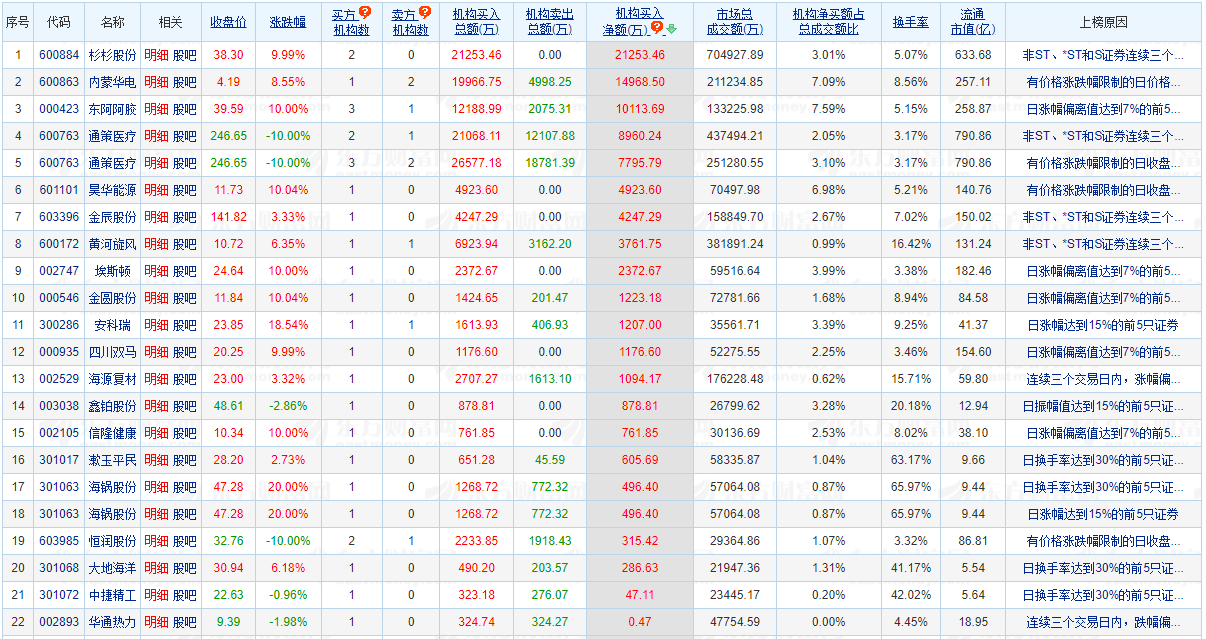 序号 代码 名称 相关 收盘价 涨跌幅 买方机构数 卖方机构数 机构买入总额(万) 机构卖出总额(万) 机构买入净额(万) 市场总成交额(万) 机构净买额占总成交额比 换手率 流通市值(亿) 上榜原因
1 600884 杉杉股份 明细 股吧 38.30 9.99% 2 0 21253.46 0.00 21253.46 704927.89 3.01% 5.07% 633.68 非ST、*ST和S证券连续三个...
2 600863 内蒙华电 明细 股吧 4.19 8.55% 1 2 19966.75 4998.25 14968.50 211234.85 7.09% 8.56% 257.11 有价格涨跌幅限制的日价格...
3 000423 东阿阿胶 明细 股吧 39.59 10.00% 3 1 12188.99 2075.31 10113.69 133225.98 7.59% 5.15% 258.87 日涨幅偏离值达到7%的前5...
4 600763 通策医疗 明细 股吧 246.65 -10.00% 2 1 21068.11 12107.88 8960.24 437494.21 2.05% 3.17% 790.86 非ST、*ST和S证券连续三个...
5 600763 通策医疗 明细 股吧 246.65 -10.00% 2 2 26577.18 18781.39 7795.79 251280.55 3.10% 3.17% 790.86 有价格涨跌幅限制的日收盘...
6 601101 昊华能源 明细 股吧 11.73 10.04% 1 0 4923.60 0.00 4923.60 70497.98 6.98% 5.21% 140.76 有价格涨跌幅限制的日收盘...
7 603396 金辰股份 明细 股吧 141.82 3.33% 1 0 4247.29 0.00 4247.29 158849.70 2.67% 7.02% 150.02 非ST、*ST和S证券连续三个...
8 600172 黄河旋风 明细 股吧 10.72 6.35% 1 1 6923.94 3162.20 3761.75 381891.24 0.99% 16.42% 131.24 非ST、*ST和S证券连续三个...
9 002747 埃斯顿 明细 股吧 24.64 10.00% 1 0 2372.67 0.00 2372.67 59516.64 3.99% 3.38% 182.46 日涨幅偏离值达到7%的前5...
10 000546 金圆股份 明细 股吧 11.84 10.04% 1 0 1424.65 201.47 1223.18 72781.66 1.68% 8.94% 84.58 日涨幅偏离值达到7%的前5...
11 300286 安科瑞 明细 股吧 23.85 18.54% 1 1 1613.93 406.93 1207.00 35561.71 3.39% 9.25% 41.37 日涨幅达到15%的前5只证券
12 000935 四川双马 明细 股吧 20.25 9.99% 1 0 1176.60 0.00 1176.60 52275.55 2.25% 3.46% 154.60 日涨幅偏离值达到7%的前5...
13 002529 海源复材 明细 股吧 23.00 3.32% 1 0 2707.27 1613.10 1094.17 176228.48 0.62% 15.71% 59.80 连续三个交易日内，涨幅偏...
14 003038 鑫铂股份 明细 股吧 48.61 -2.86% 1 0 878.81 0.00 878.81 26799.62 3.28% 20.18% 12.94 日振幅值达到15%的前5只证...
15 002105 信隆健康 明细 股吧 10.34 10.00% 1 0 761.85 0.00 761.85 30136.69 2.53% 8.02% 38.10 日涨幅偏离值达到7%的前5...
16 301017 漱玉平民 明细 股吧 28.20 2.73% 1 0 651.28 45.59 605.69 58335.87 1.04% 63.17% 9.66 日换手率达到30%的前5只证...
17 301063 海锅股份 明细 股吧 47.28 20.00% 1 0 1268.72 772.32 496.40 57064.08 0.87% 65.97% 9.44 日换手率达到30%的前5只证...
18 301063 海锅股份 明细 股吧 47.28 20.00% 1 0 1268.72 772.32 496.40 57064.08 0.87% 65.97% 9.44 日涨幅达到15%的前5只证券
19 603985 恒润股份 明细 股吧 32.76 -10.00% 2 1 2233.85 1918.43 315.42 29364.86 1.07% 3.32% 86.81 有价格涨跌幅限制的日收盘...
20 301068 大地海洋 明细 股吧 30.94 6.18% 1 0 490.20 203.57 286.63 21947.36 1.31% 41.17% 5.54 日换手率达到30%的前5只证...
21 301072 中捷精工 明细 股吧 22.63 -0.96% 1 0 323.18 276.07 47.11 23445.17 0.20% 42.02% 5.64 日换手率达到30%的前5只证...
22 002893 华通热力 明细 股吧 9.39 -1.98% 1 0 324.74 324.27 0.47 47754.59 0.00% 4.45% 18.95 连续三个交易日内，跌幅偏...